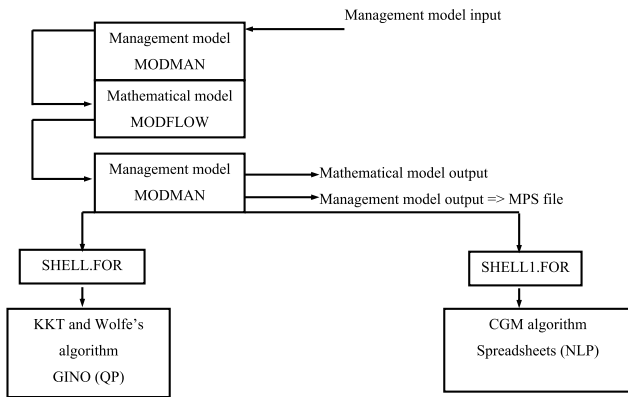 Management model input
Management model
MODMAN
Mathematical model
MODFLOW
Management model
MODMAN
Mathematical model output
Management model output => MPS file
SHELL.FOR
SHELL1.FOR
KKT and Wolfe's
algorithm
GINO (QP)
CGM algorithm
Spreadsheets (NLP)